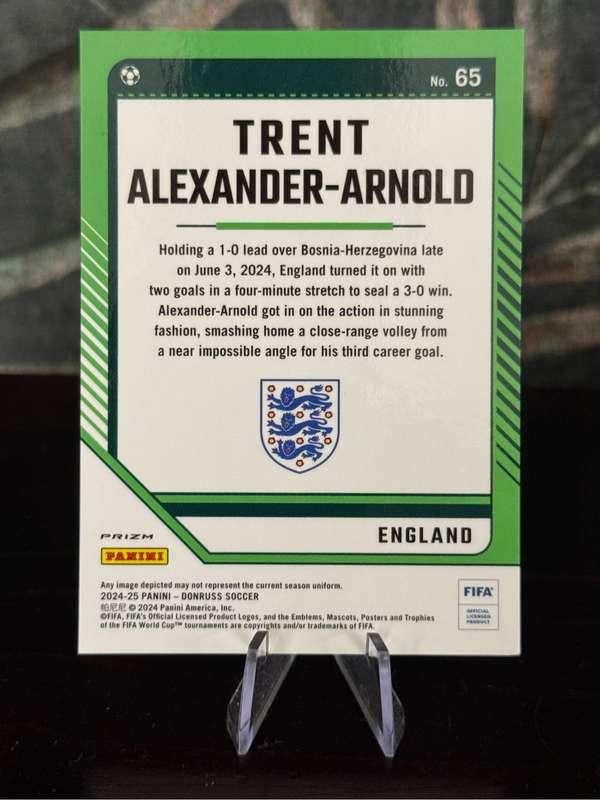 No. 65
TRENT
ALEXANDER-ARNOLD
Holding a 1-0 lead over Bosnia-Herzegovina late
on June 3, 2024, England turned it on with
two goals in a four-minute stretch to seal a 3-0 win.
Alexander-Arnold got in on the action in stunning
fashion, smashing home a close-range volley from
a near impossible angle for his third career goal.
ENGLAND
PRIZM
PANINI
Any image depicted may not represent the current season uniform.
2024-25 PANINI – DONRUSS SOCCER
帕尼尼 © 2024 Panini America, Inc.
©FIFA, FIFA's Official Licensed Product Logos, and the Emblems, Mascots, Posters and Trophies
of the FIFA World Cup™ tournaments are copyrights and/or trademarks of FIFA.
FIFA®
OFFICIAL
LICENSED
PRODUCT